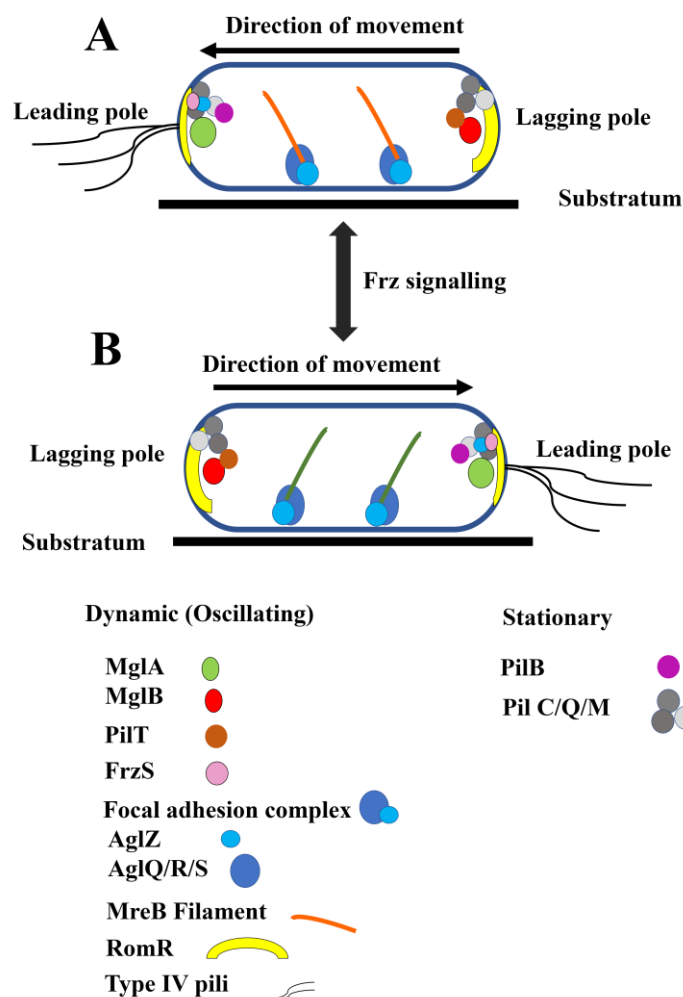 A
Direction of movement
Leading pole
Lagging pole
Substratum
Frz signalling
B
Direction of movement
Lagging pole
Leading pole
Substratum
Dynamic (Oscillating)
MglA
MglB
PilT
FrzS
Focal adhesion complex
AglZ
AglQ/R/S
MreB Filament
RomR
Type IV pili
Stationary
PilB
Pil C/Q/M